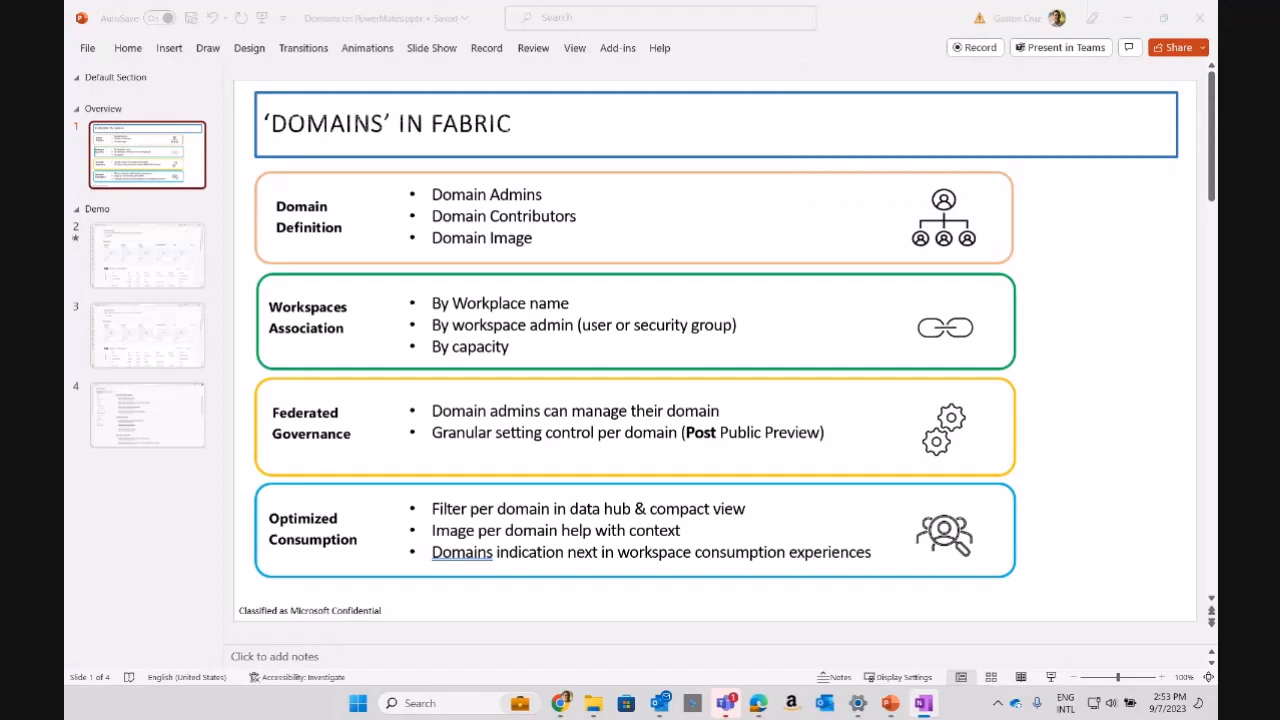 AutoSave On Domains on PowerMates.pptx • Saved Search Gaston Cruz
File Home Insert Draw Design Transitions Animations Slide Show Record Review View Add-ins Help Record Present in Teams Share
Default Section
Overview
1
Demo
2
3
4
‘DOMAINS’ IN FABRIC
Domain
Definition
• Domain Admins
• Domain Contributors
• Domain Image
Workspaces
Association
• By Workplace name
• By workspace admin (user or security group)
• By capacity
Federated
Governance
• Domain admins can manage their domain
• Granular setting control per domain (Post Public Preview)
Optimized
Consumption
• Filter per domain in data hub & compact view
• Image per domain help with context
• Domains indication next in workspace consumption experiences
Classified as Microsoft Confidential
Click to add notes
Slide 1 of 4 English (United States) Accessibility: Investigate Notes Display Settings 100%
Search
ENG
INTL
2:53 PM
9/7/2023